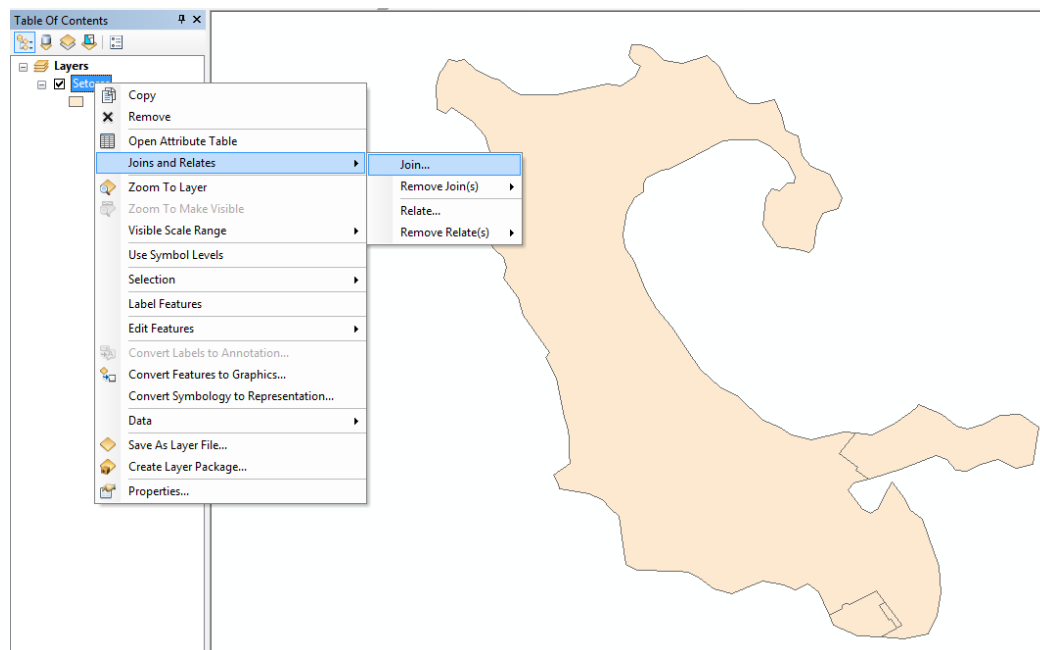 Table Of Contents
Layers
Copy
Remove
Open Attribute Table
Joins and Relates
Join...
Remove Join(s)
Zoom To Layer
Zoom To Make Visible
Relate...
Visible Scale Range
Remove Relate(s)
Use Symbol Levels
Selection
Label Features
Edit Features
Convert Labels to Annotation...
Convert Features to Graphics...
Convert Symbology to Representation...
Data
Save As Layer File...
Create Layer Package...
Properties...